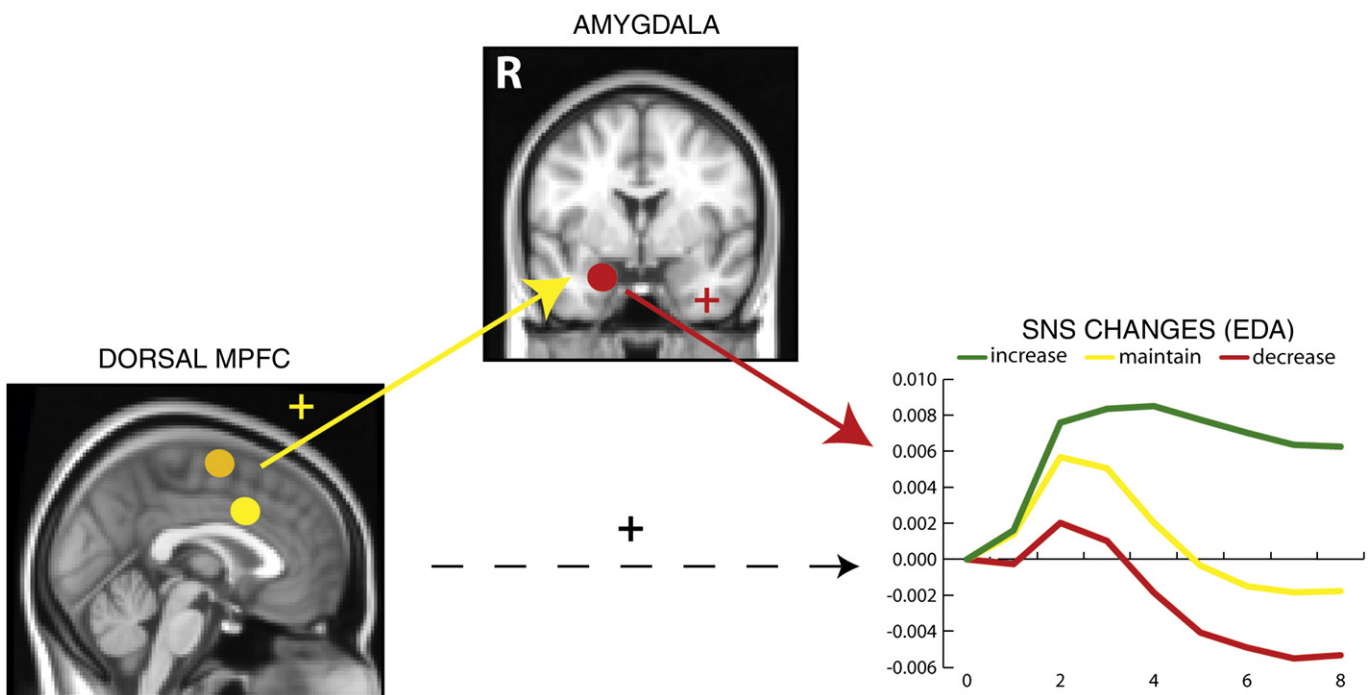 AMYGDALA
R
+
DORSAL MPFC
+
+
SNS CHANGES (EDA)
increase maintain decrease
0.010
0.008
0.006
0.004
0.002
0.000
-0.002
-0.004
-0.006
0 2 4 6 8